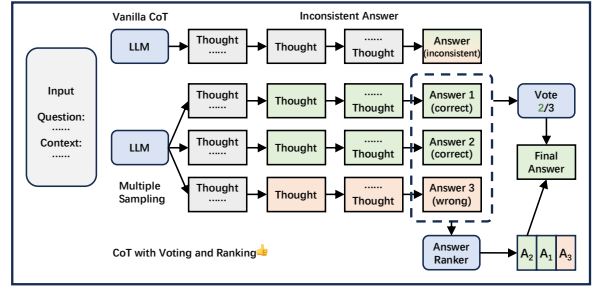 Vanilla CoT
Inconsistent Answer
LLM
Thought
······
Thought
······
Thought
Answer
(inconsistent)
Input
Question:
······
Context:
······
LLM
Multiple
Sampling
Thought
······
Thought
······
Thought
Answer 1
(correct)
Thought
······
Thought
······
Thought
Answer 2
(correct)
Thought
······
Thought
······
Thought
Answer 3
(wrong)
Vote
2/3
Final
Answer
CoT with Voting and Ranking👍
Answer
Ranker
A2 A1 A3